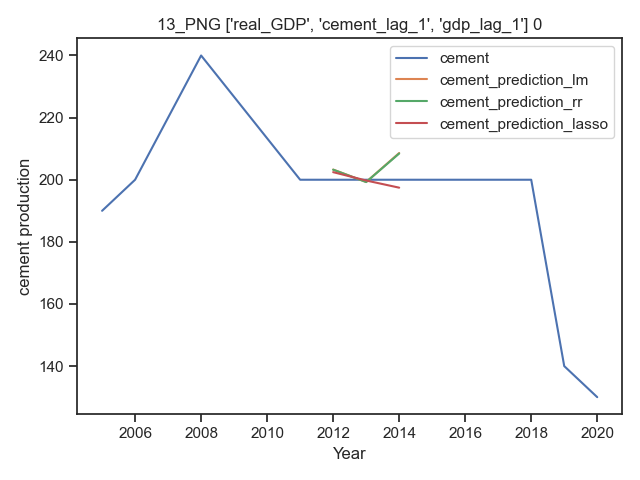 13_PNG ['real_GDP', 'cement_lag_1', 'gdp_lag_1'] 0
cement
cement_prediction_lm
cement_prediction_rr
cement_prediction_lasso
240
220
200
180
160
140
cement production
2006 2008 2010 2012 2014 2016 2018 2020
Year